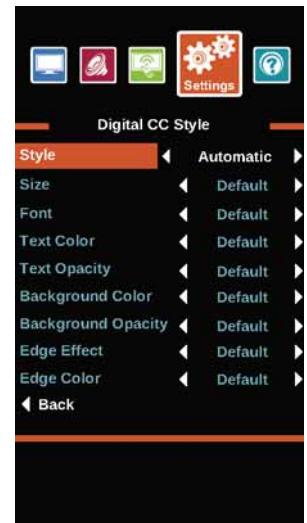 Settings
Digital CC Style
Style Automatic
Size Default
Font Default
Text Color Default
Text Opacity Default
Background Color Default
Background Opacity Default
Edge Effect Default
Edge Color Default
Back